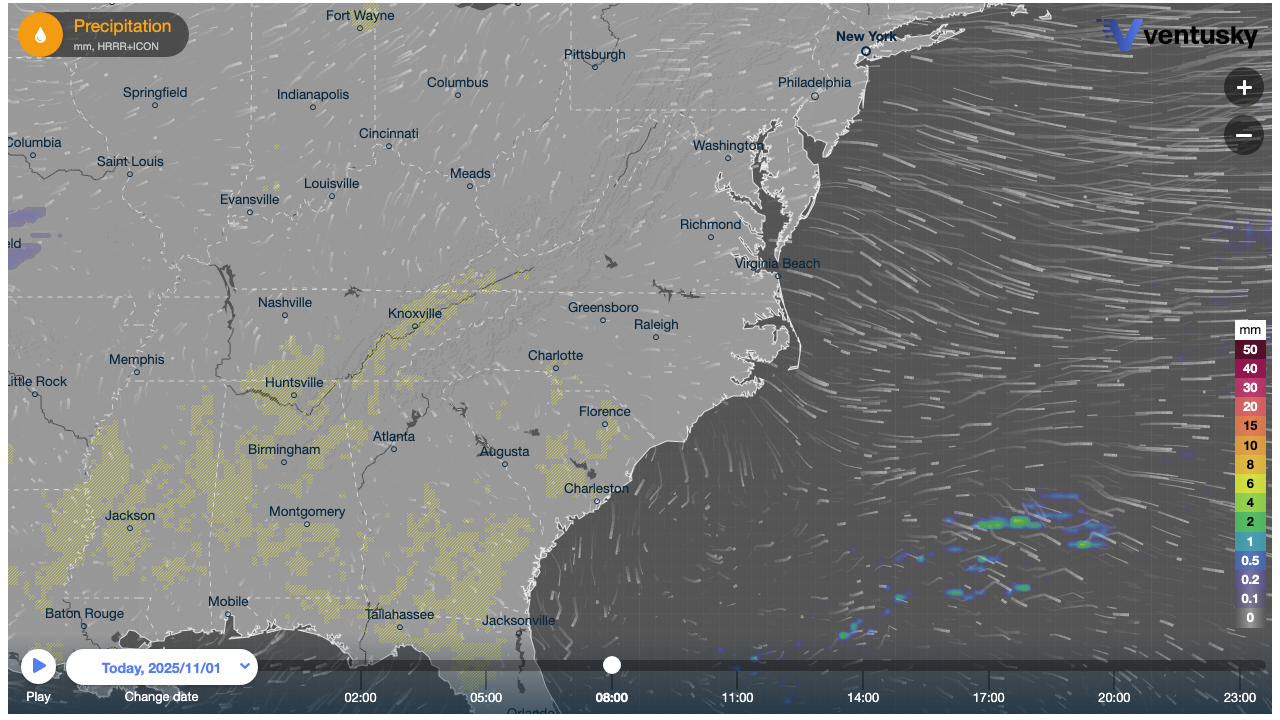 Precipitation
mm, HRRR+ICON
ventusky
Fort Wayne
New York
Pittsburgh
Columbus
Philadelphia
Springfield
Indianapolis
Cincinnati
Columbia
Washington
Saint Louis
Meads
Louisville
Evansville
Richmond
eld
Virginia Beach
Nashville
Knoxville
Greensboro
Raleigh
Charlotte
Memphis
Little Rock
Huntsville
Florence
Atlanta
Birmingham
Augusta
Charleston
Montgomery
Jackson
Mobile
Baton Rouge
Tallahassee
Jacksonville
Orlando
mm
50
40
30
20
15
10
8
6
4
2
1
0.5
0.2
0.1
0
Today, 2025/11/01
Play
Change date
02:00
05:00
08:00
11:00
14:00
17:00
20:00
23:00